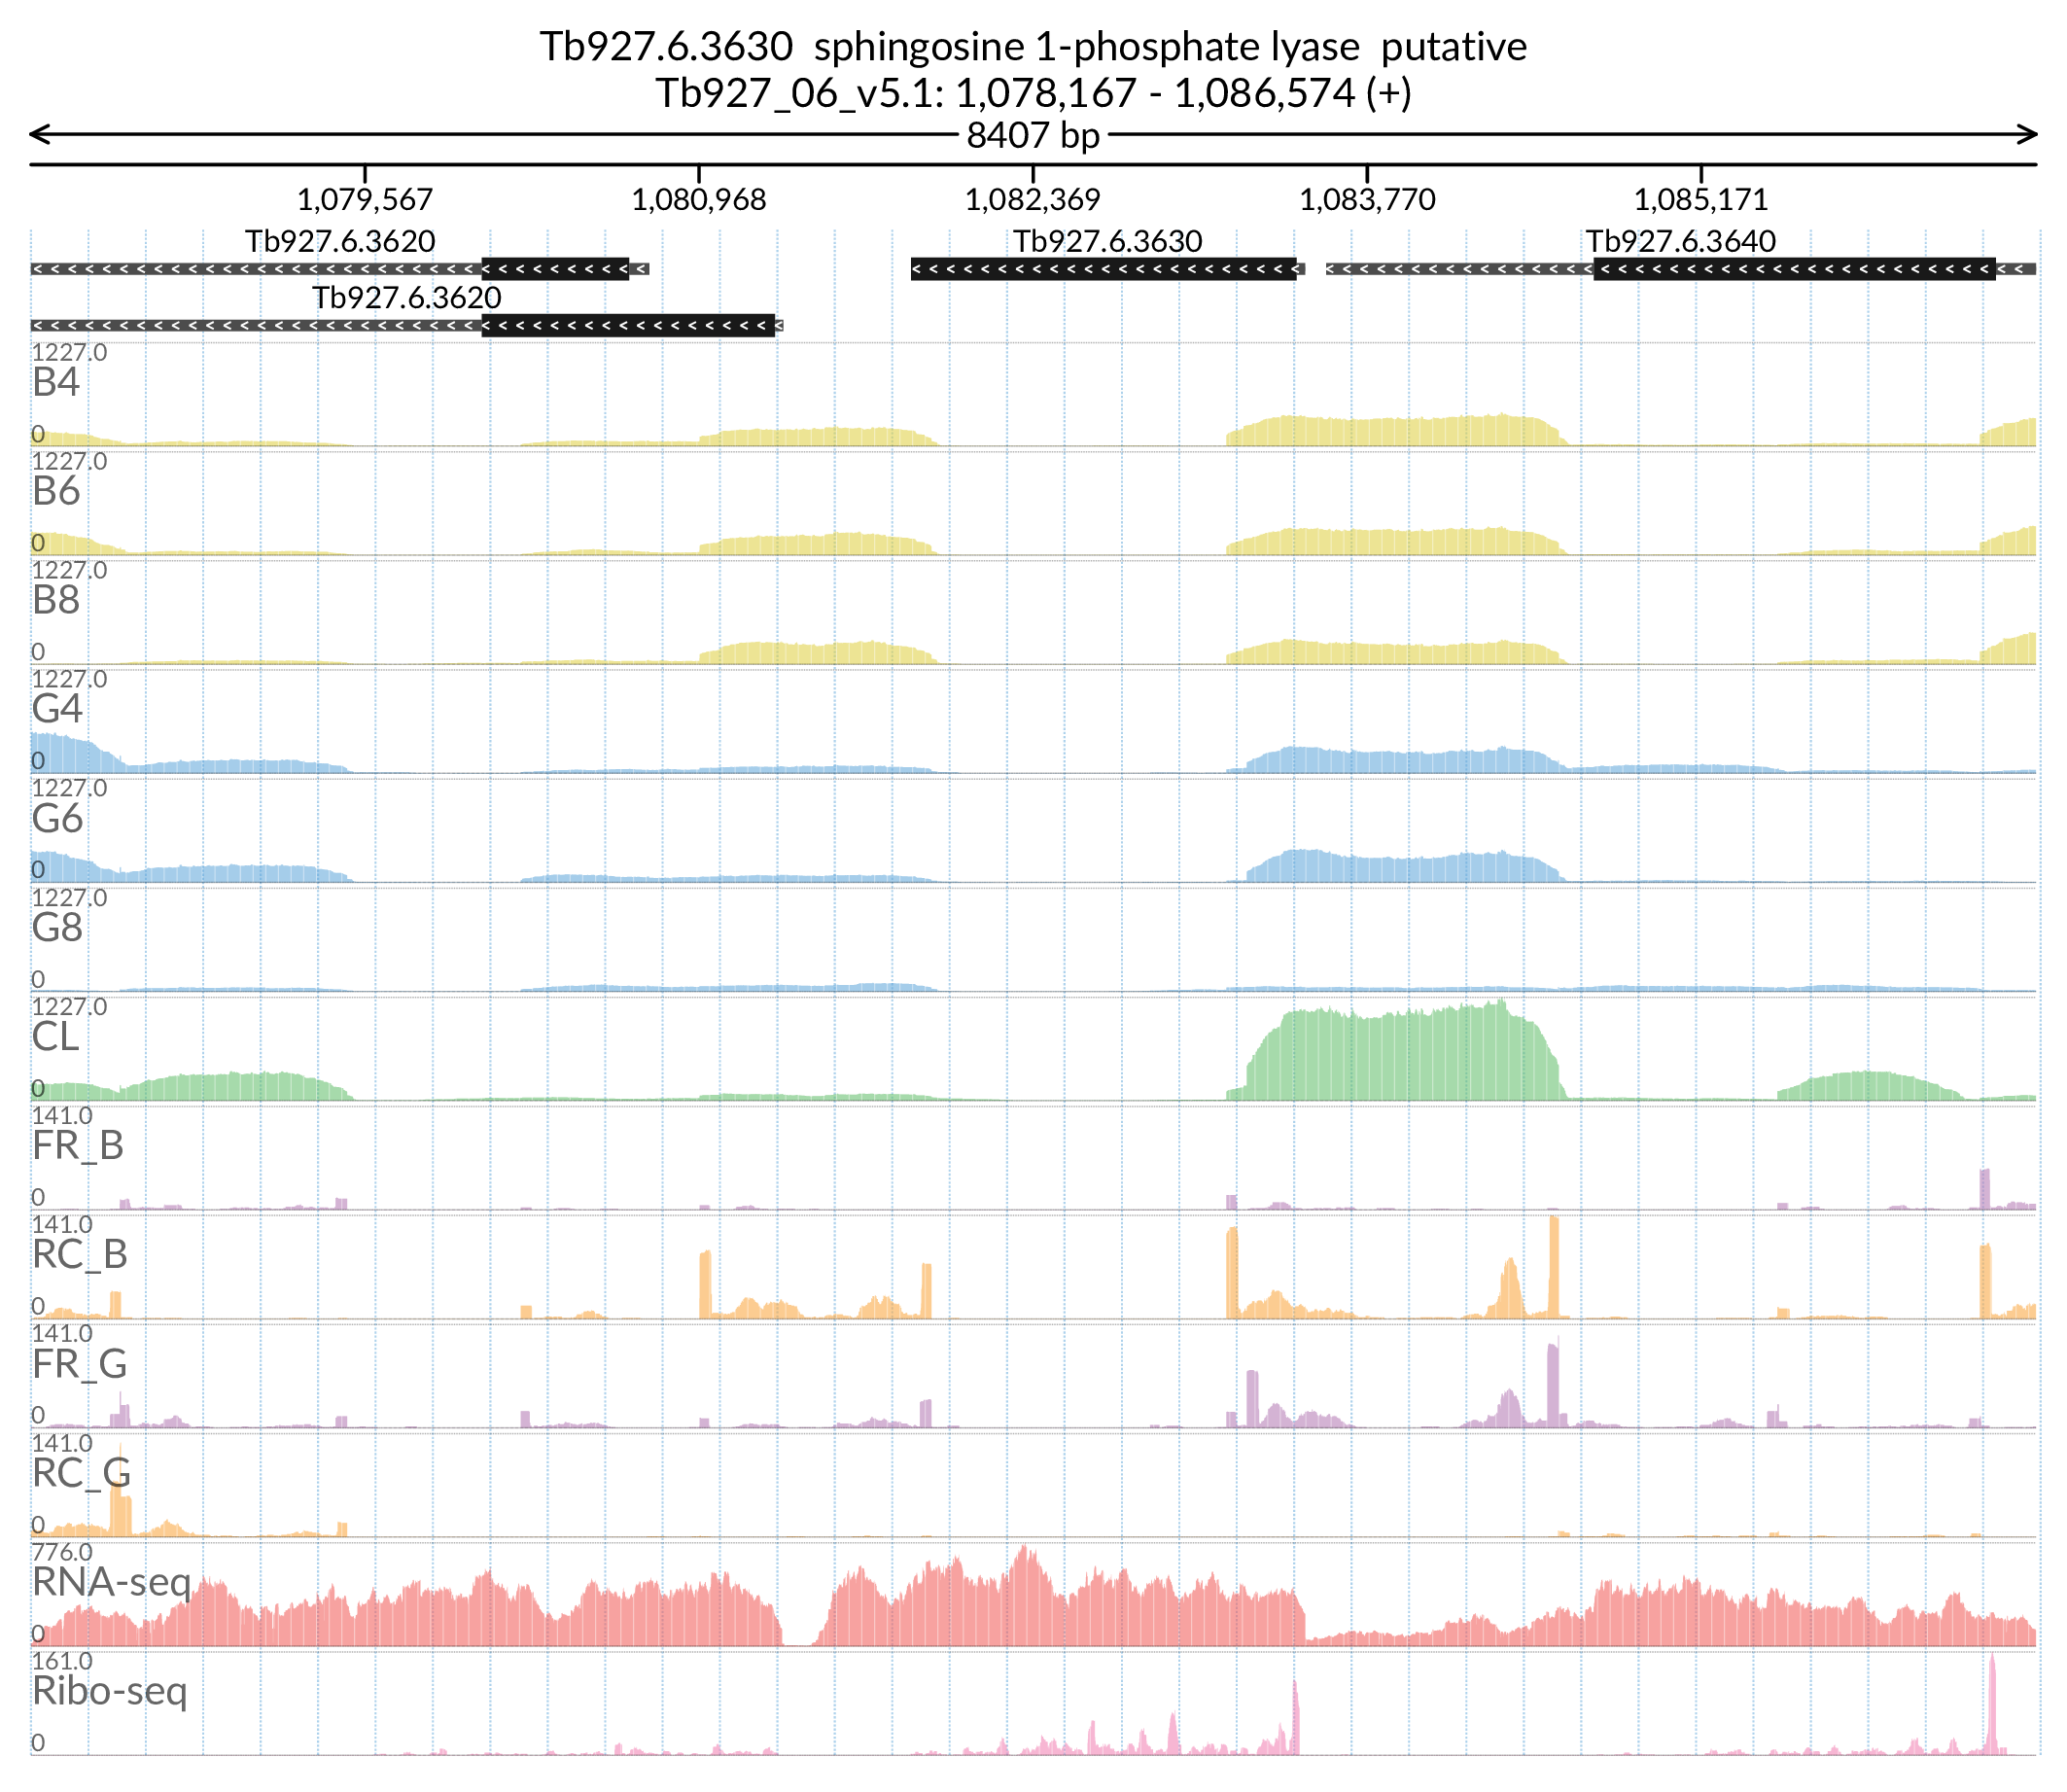 Tb927.6.3630 sphingosine 1-phosphate lyase putative
Tb927_06_v5.1: 1,078,167 - 1,086,574 (+)
8407 bp
1,079,567 1,080,968 1,082,369 1,083,770 1,085,171
Tb927.6.3620 Tb927.6.3630 Tb927.6.3640
Tb927.6.3620
1227.0
B4
0
1227.0
B6
0
1227.0
B8
0
1227.0
G4
0
1227.0
G6
0
1227.0
G8
0
1227.0
CL
0
141.0
FR_B
0
141.0
RC_B
0
141.0
FR_G
0
141.0
RC_G
0
776.0
RNA-seq
0
161.0
Ribo-seq
0